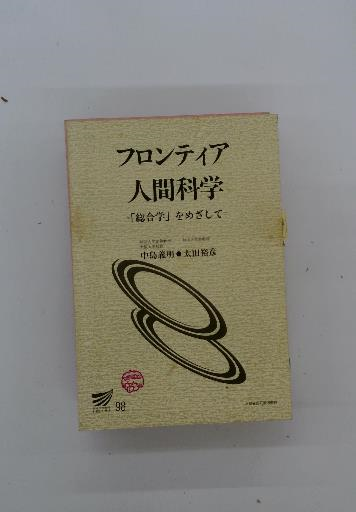 フロンティア
人間科学
-「総合学」をめざして-
中島義明●太田裕彦
98